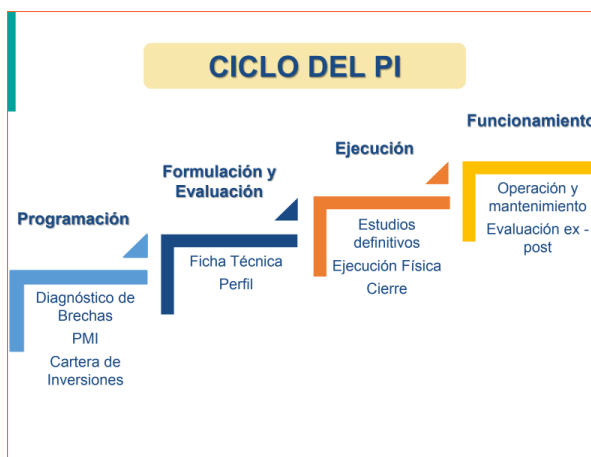 CICLO DEL PI
Programación
Diagnóstico de
Brechas
PMI
Cartera de
Inversiones
Formulación y
Evaluación
Ficha Técnica
Perfil
Ejecución
Estudios
definitivos
Ejecución Física
Cierre
Funcionamiento
Operación y
mantenimiento
Evaluación ex -
post